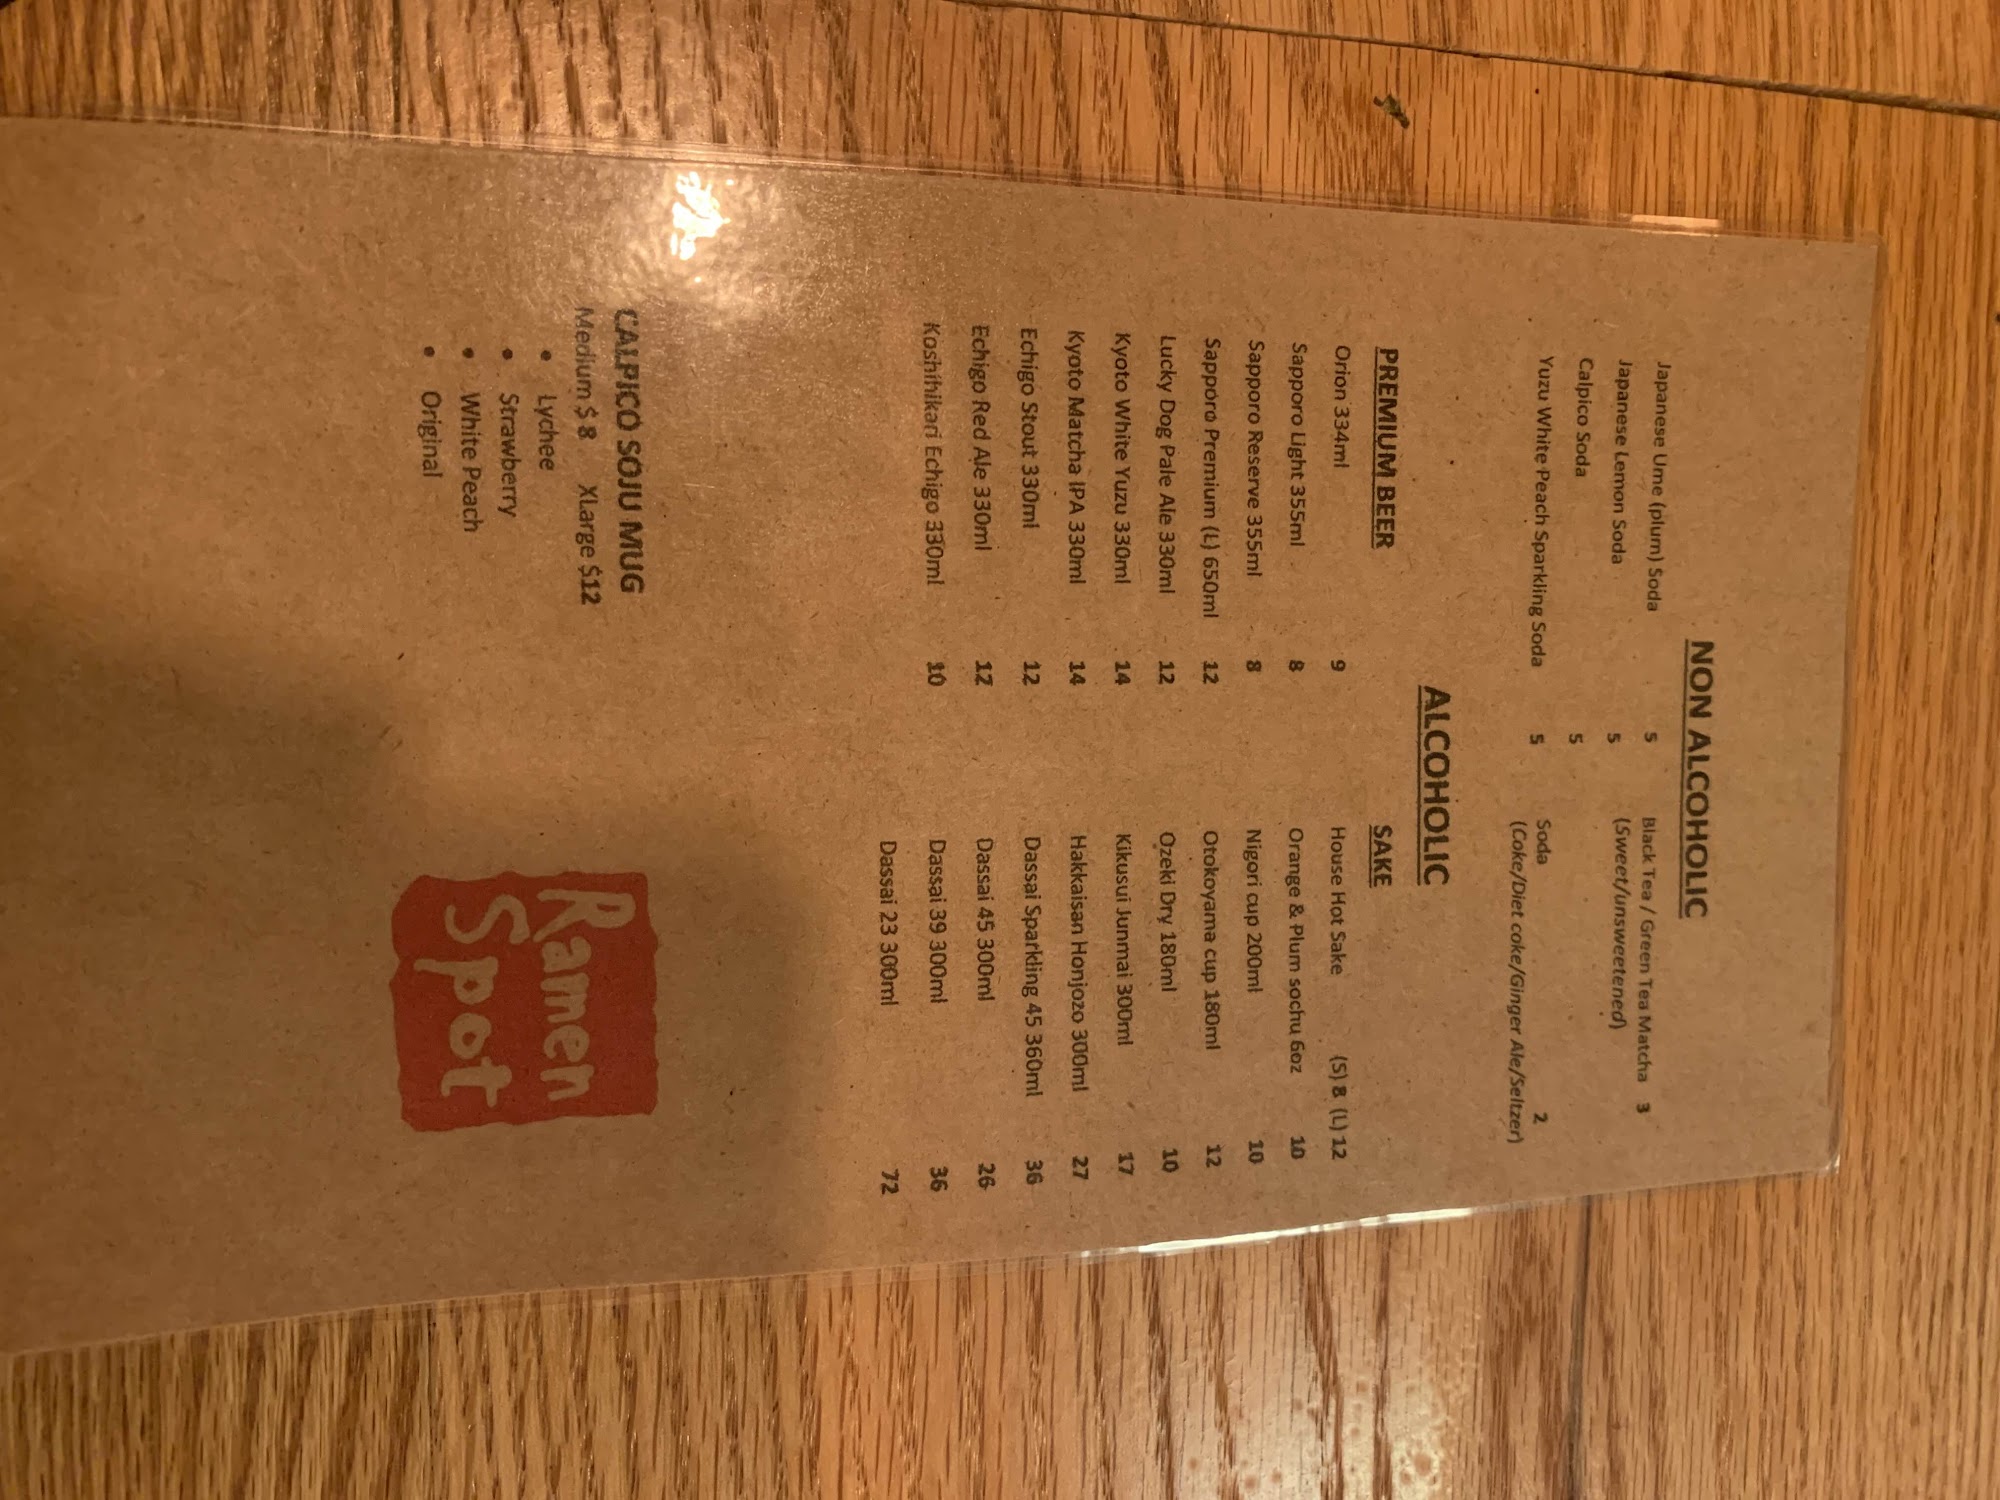 NON ALCOHOLIC
Japanese Ume (plum) Soda 5
Japanese Lemon Soda 5
Calpico Soda 5
Yuzu White Peach Sparkling Soda 5
Black Tea / Green Tea Matcha 3
(Sweet/unsweetened)
Soda 2
(Coke/Diet coke/Ginger Ale/Seltzer)
ALCOHOLIC
PREMIUM BEER
Orion 334ml 9
Sapporo Light 355ml 8
Sapporo Reserve 355ml 8
Sapporo Premium (L) 650ml 12
Lucky Dog Pale Ale 330ml 12
Kyoto White Yuzu 330ml 14
Kyoto Matcha IPA 330ml 14
Echigo Stout 330ml 12
Echigo Red Ale 330ml 12
Koshihikari Echigo 330ml 10
SAKE
House Hot Sake (S) 8 (L) 12
Orange & Plum sochu 6oz 10
Nigori cup 200ml 10
Otokoyama cup 180ml 12
Ozeki Dry 180ml 10
Kikusui Junmai 300ml 17
Hakkaisan Honjozo 300ml 27
Dassai Sparkling 45 360ml 36
Dassai 45 300ml 26
Dassai 39 300ml 36
Dassai 23 300ml 72
CALPICO SOJU MUG
Medium $ 8 XLarge $12
• Lychee
• Strawberry
• White Peach
• Original
Ramen
Spot